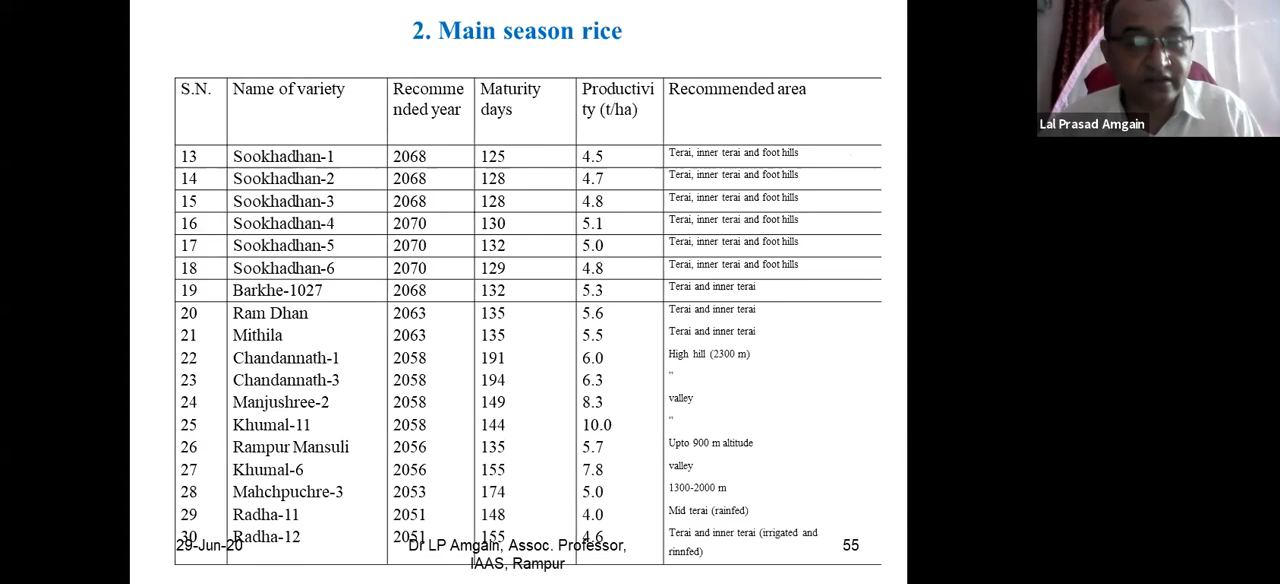 2. Main season rice
Lal Prasad Amgain
S.N. Name of variety Recomme Maturity Productivi Recommended area
nded year days ty (t/ha)
13 Sookhadhan-1 2068 125 4.5 Terai, inner terai and foot hills
14 Sookhadhan-2 2068 128 4.7 Terai, inner terai and foot hills
15 Sookhadhan-3 2068 128 4.8 Terai, inner terai and foot hills
16 Sookhadhan-4 2070 130 5.1 Terai, inner terai and foot hills
17 Sookhadhan-5 2070 132 5.0 Terai, inner terai and foot hills
18 Sookhadhan-6 2070 129 4.8 Terai, inner terai and foot hills
19 Barkhe-1027 2068 132 5.3 Terai and inner terai
20 Ram Dhan 2063 135 5.6 Terai and inner terai
21 Mithila 2063 135 5.5 Terai and inner terai
22 Chandannath-1 2058 191 6.0 High hill (2300 m)
23 Chandannath-3 2058 194 6.3 "
24 Manjushree-2 2058 149 8.3 valley
25 Khumal-11 2058 144 10.0 "
26 Rampur Mansuli 2056 135 5.7 Upto 900 m altitude
27 Khumal-6 2056 155 7.8 valley
28 Mahchpuchre-3 2053 174 5.0 1300-2000 m
29 Radha-11 2051 148 4.0 Mid terai (rainfed)
30 Radha-12 2051 155 4.6 Terai and inner terai (irrigated and
rinnfed)
29-Jun-20 Dr LP Amgain, Assoc. Professor, 55
IAAS, Rampur